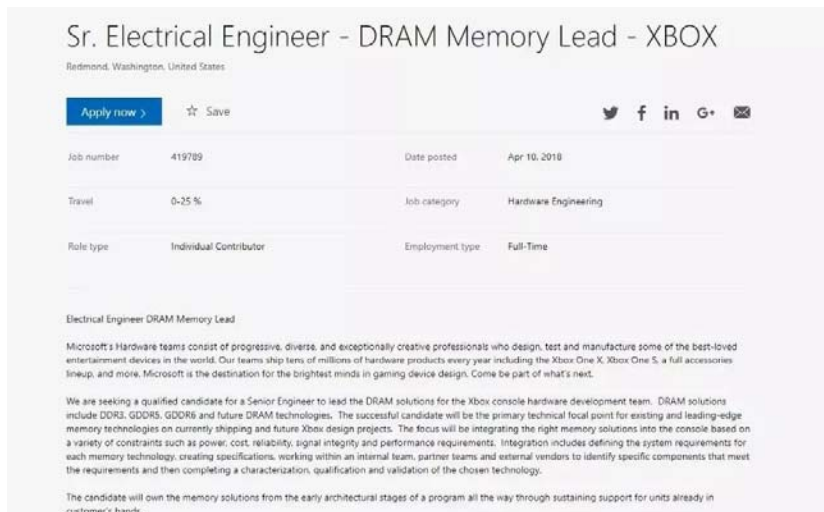 Sr. Electrical Engineer - DRAM Memory Lead - XBOX
Redmond, Washington, United States
Apply now > ☆ Save f in G+
Job number 419789 Date posted Apr 10, 2018
Travel 0-25 % Job category Hardware Engineering
Role type Individual Contributor Employment type Full-Time
Electrical Engineer DRAM Memory Lead
Microsoft's Hardware teams consist of progressive, diverse, and exceptionally creative professionals who design, test and manufacture some of the best-loved
entertainment devices in the world. Our teams ship tens of millions of hardware products every year including the Xbox One X, Xbox One S, a full accessories
lineup, and more. Microsoft is the destination for the brightest minds in gaming device design. Come be part of what's next.
We are seeking a qualified candidate for a Senior Engineer to lead the DRAM solutions for the Xbox console hardware development team. DRAM solutions
include DDR3, GDDR5, GDDR6 and future DRAM technologies. The successful candidate will be the primary technical focal point for existing and leading-edge
memory technologies on currently shipping and future Xbox design projects. The focus will be integrating the right memory solutions into the console based on
a variety of constraints such as power, cost, reliability, signal integrity and performance requirements. Integration includes defining the system requirements for
each memory technology, creating specifications, working within an internal team, partner teams and external vendors to identify specific components that meet
the requirements and then completing a characterization, qualification and validation of the chosen technology.
The candidate will own the memory solutions from the early architectural stages of a program all the way through sustaining support for units already in
customer's hands